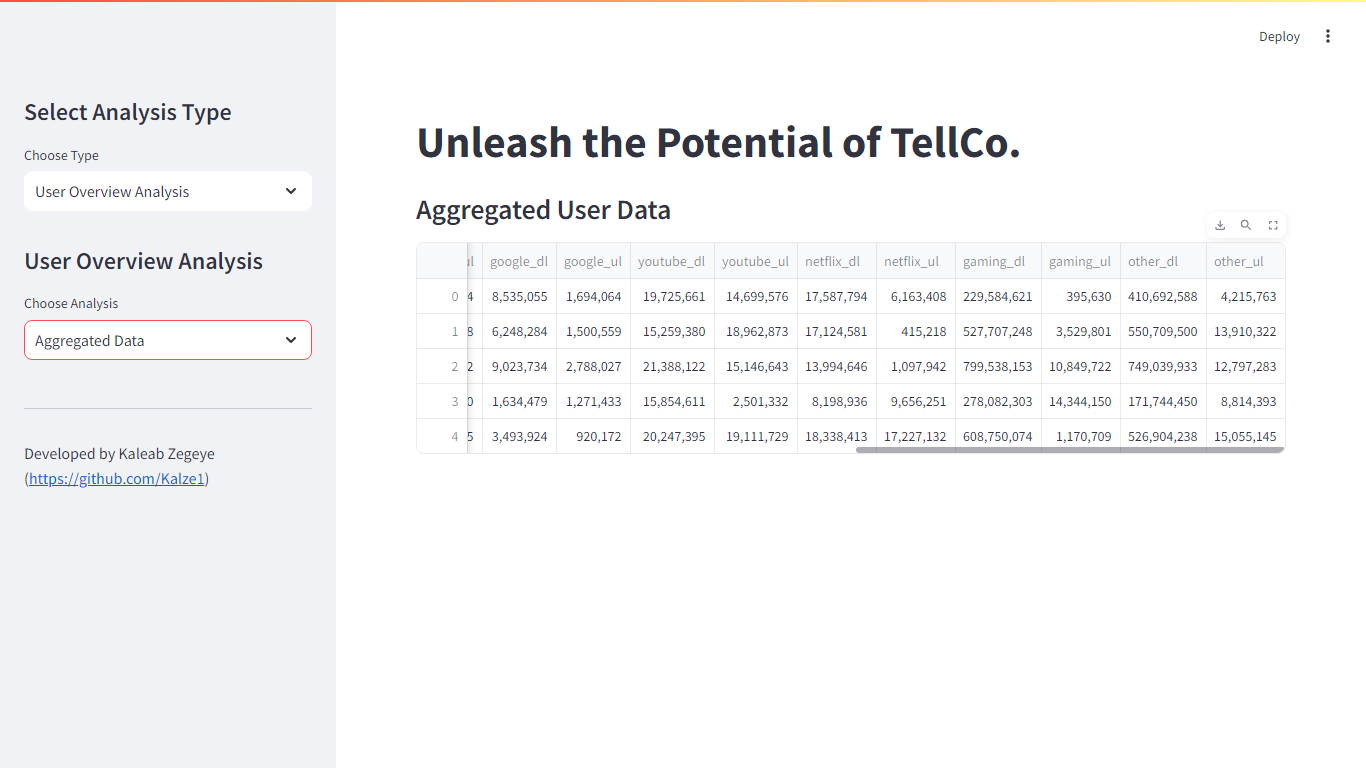 Deploy
Select Analysis Type
Choose Type
User Overview Analysis
User Overview Analysis
Choose Analysis
Aggregated Data
Developed by Kaleab Zegeye
(https://github.com/Kalze1)
Unleash the Potential of TellCo.
Aggregated User Data
ul google_dl google_ul youtube_dl youtube_ul netflix_dl netflix_ul gaming_dl gaming_ul other_dl other_ul
0 4 8,535,055 1,694,064 19,725,661 14,699,576 17,587,794 6,163,408 229,584,621 395,630 410,692,588 4,215,763
1 8 6,248,284 1,500,559 15,259,380 18,962,873 17,124,581 415,218 527,707,248 3,529,801 550,709,500 13,910,322
2 2 9,023,734 2,788,027 21,388,122 15,146,643 13,994,646 1,097,942 799,538,153 10,849,722 749,039,933 12,797,283
3 0 1,634,479 1,271,433 15,854,611 2,501,332 8,198,936 9,656,251 278,082,303 14,344,150 171,744,450 8,814,393
4 5 3,493,924 920,172 20,247,395 19,111,729 18,338,413 17,227,132 608,750,074 1,170,709 526,904,238 15,055,145